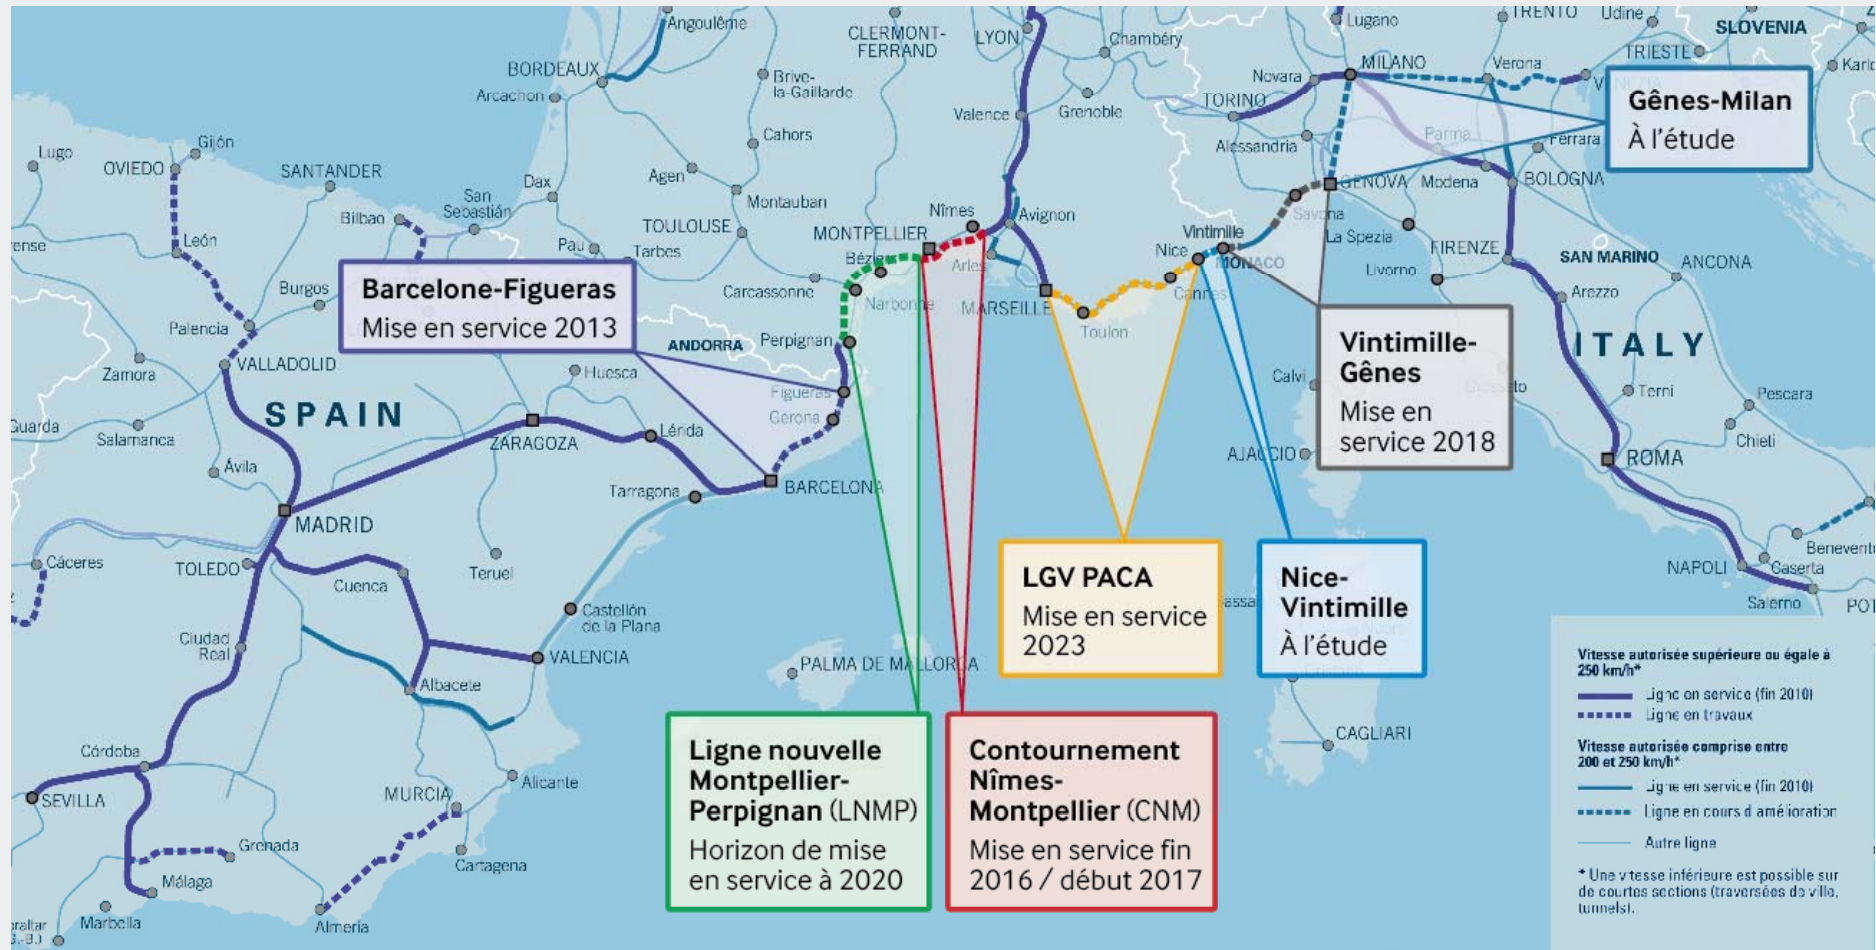 Angoulême
CLERMONT-
FERRAND
LYON
Chambéry
Lugano
TRENTO
Udine
SLOVENIA
TRIESTE
BORDEAUX
Arcachon
Brive-
la-Gaillarde
Valence
Grenoble
Novara
MILANO
Verona
TORINO
Gênes-Milan
À l'étude
Lugo
Gijón
OVIEDO
SANTANDER
Cahors
Alessandria
Parma
Ferrara
Dax
Agen
Montauban
San
Sebastián
Bilbao
TOULOUSE
Nîmes
Avignon
GENOVA
Modena
BOLOGNA
Savona
León
Pau
Tarbes
MONTPELLIER
Béziers
Arles
Vintimille
Nice
MONACO
La Spezia
FIRENZE
SAN MARINO
ANCONA
Livorno
Arezzo
Burgos
Carcassonne
Narbonne
MARSEILLE
Cannes
Toulon
Barcelone-Figueras
Mise en service 2013
Palencia
VALLADOLID
ANDORRA
Perpignan
Vintimille-
Gênes
Mise en
service 2018
ITALY
Zamora
Huesca
Figueras
Gerona
Calvi
Terni
Pescara
SPAIN
Guarda
Salamanca
ZARAGOZA
Lérida
Chieti
Ávila
AJACCIO
ROMA
Tarragona
BARCELONA
MADRID
Cáceres
TOLEDO
Cuenca
Teruel
LGV PACA
Mise en service
2023
Nice-
Vintimille
À l'étude
NAPOLI
Caserta
Salerno
Castellón
de la Plana
Ciudad
Real
VALENCIA
PALMA DE MALLORCA
Albacete
CAGLIARI
Córdoba
SEVILLA
Alicante
MURCIA
Grenada
Cartagena
Málaga
Marbella
Almeria
Ligne nouvelle
Montpellier-
Perpignan (LNMP)
Horizon de mise
en service à 2020
Contournement
Nîmes-
Montpellier (CNM)
Mise en service fin
2016 / début 2017
Vitesse autorisée supérieure ou égale à
250 km/h*
Ligne en service (fin 2010)
Ligne en travaux
Vitesse autorisée comprise entre
200 et 250 km/h*
Ligne en service (fin 2010)
Ligne en cours d amélioration
Autre ligne
* Une vitesse inférieure est possible sur
de courtes sections (traversées de ville,
tunnels).